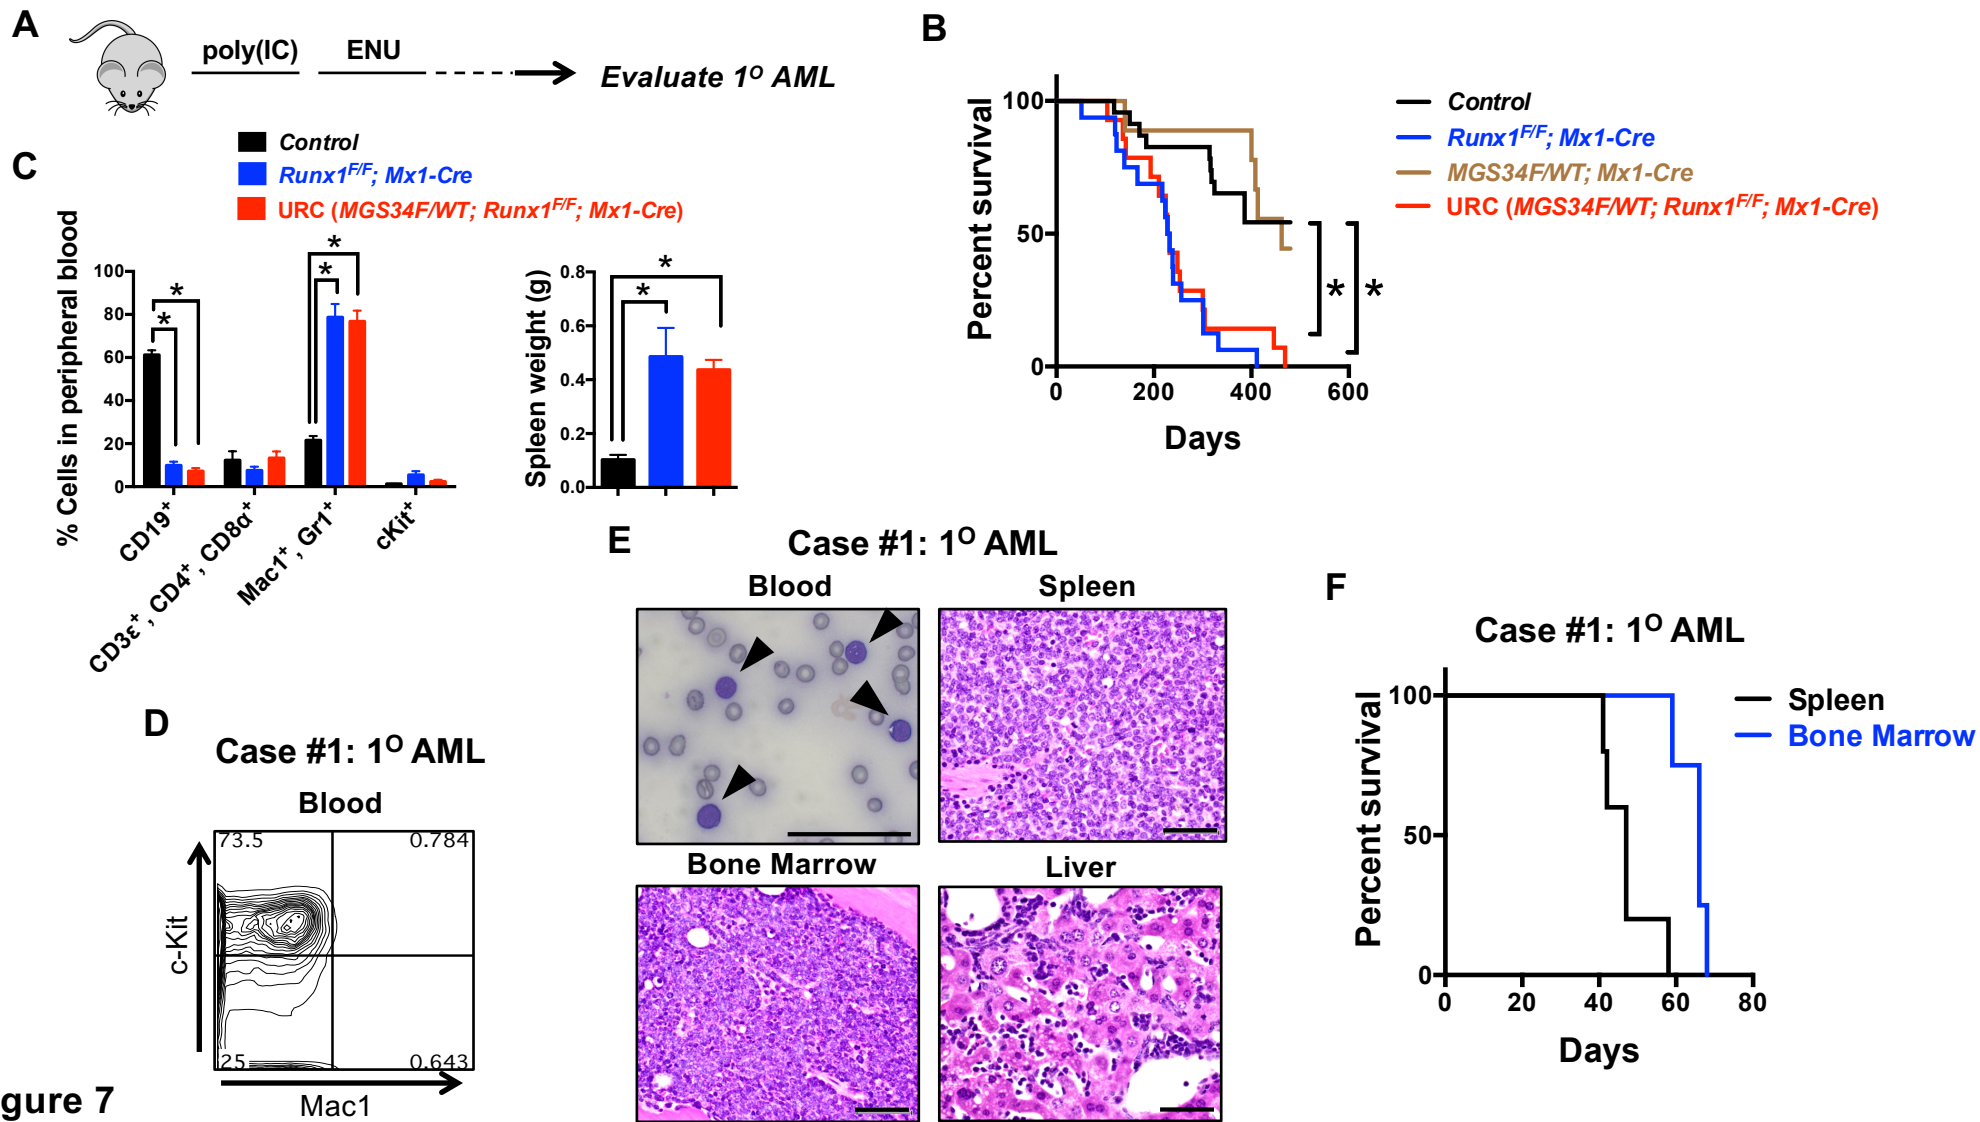 A
poly(IC)
ENU
Evaluate 1O AML
B
Percent survival
100
50
0
0
200
400
600
Days
Control
Runx1F/F; Mx1-Cre
MGS34F/WT; Mx1-Cre
URC (MGS34F/WT; Runx1F/F; Mx1-Cre)
*
*
C
Control
Runx1F/F; Mx1-Cre
URC (MGS34F/WT; Runx1F/F; Mx1-Cre)
% Cells in peripheral blood
100
80
60
40
20
0
*
*
*
*
CD19+
CD3ε+, CD4+, CD8α+
Mac1+, Gr1+
cKit+
Spleen weight (g)
0.8
0.6
0.4
0.2
0.0
*
*
D
Case #1: 1O AML
Blood
73.5
0.784
25
0.643
c-Kit
Mac1
E
Case #1: 1O AML
Blood
Spleen
Bone Marrow
Liver
F
Case #1: 1O AML
Percent survival
100
50
0
0
20
40
60
80
Days
Spleen
Bone Marrow
gure 7